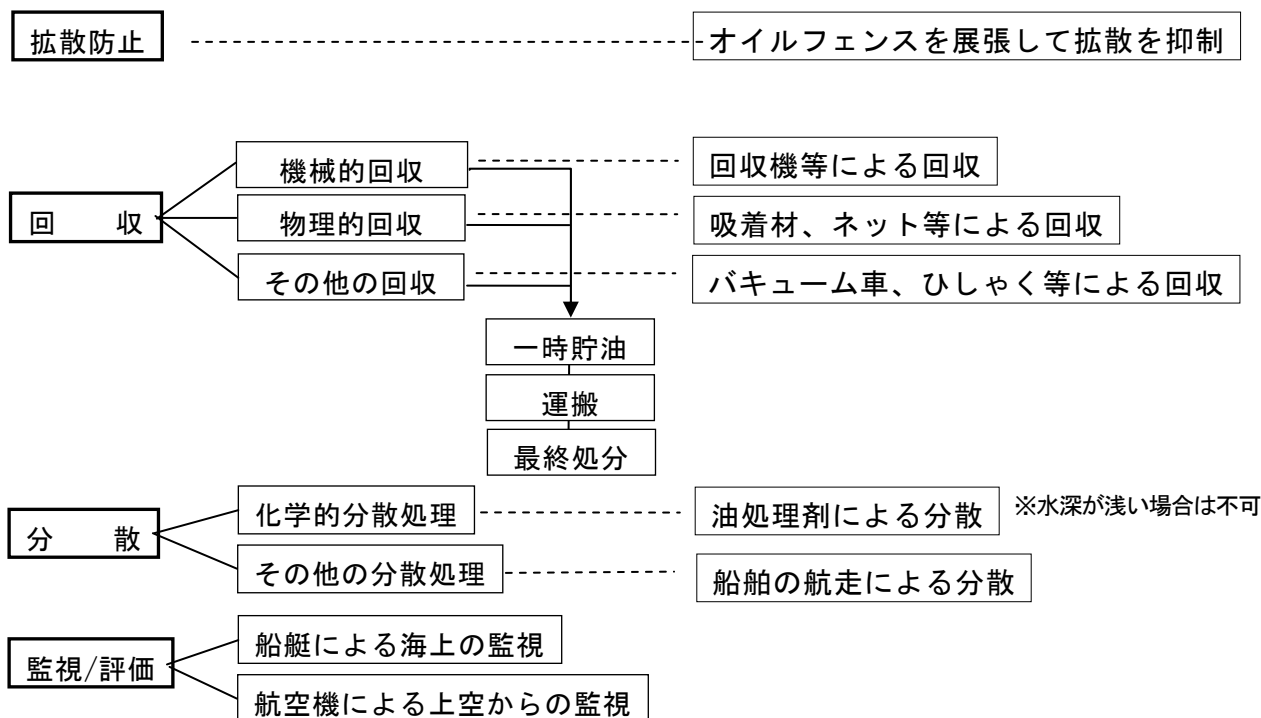 拡散防止
オイルフェンスを展張して拡散を抑制
機械的回収
回収機等による回収
回　　収
物理的回収
吸着材、ネット等による回収
その他の回収
バキューム車、ひしゃく等による回収
一時貯油
運搬
最終処分
化学的分散処理
油処理剤による分散
※水深が浅い場合は不可
分　　散
その他の分散処理
船舶の航走による分散
船艇による海上の監視
監視/評価
航空機による上空からの監視